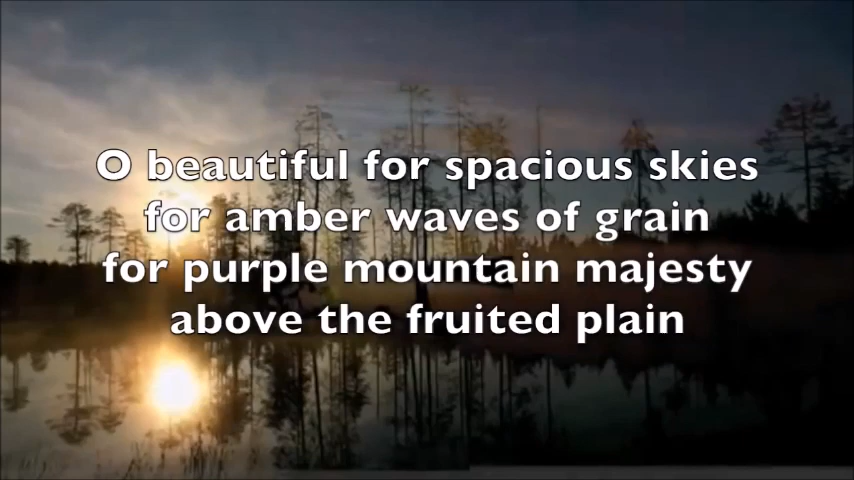 O beautiful for spacious skies
for amber waves of grain
for purple mountain majesty
above the fruited plain